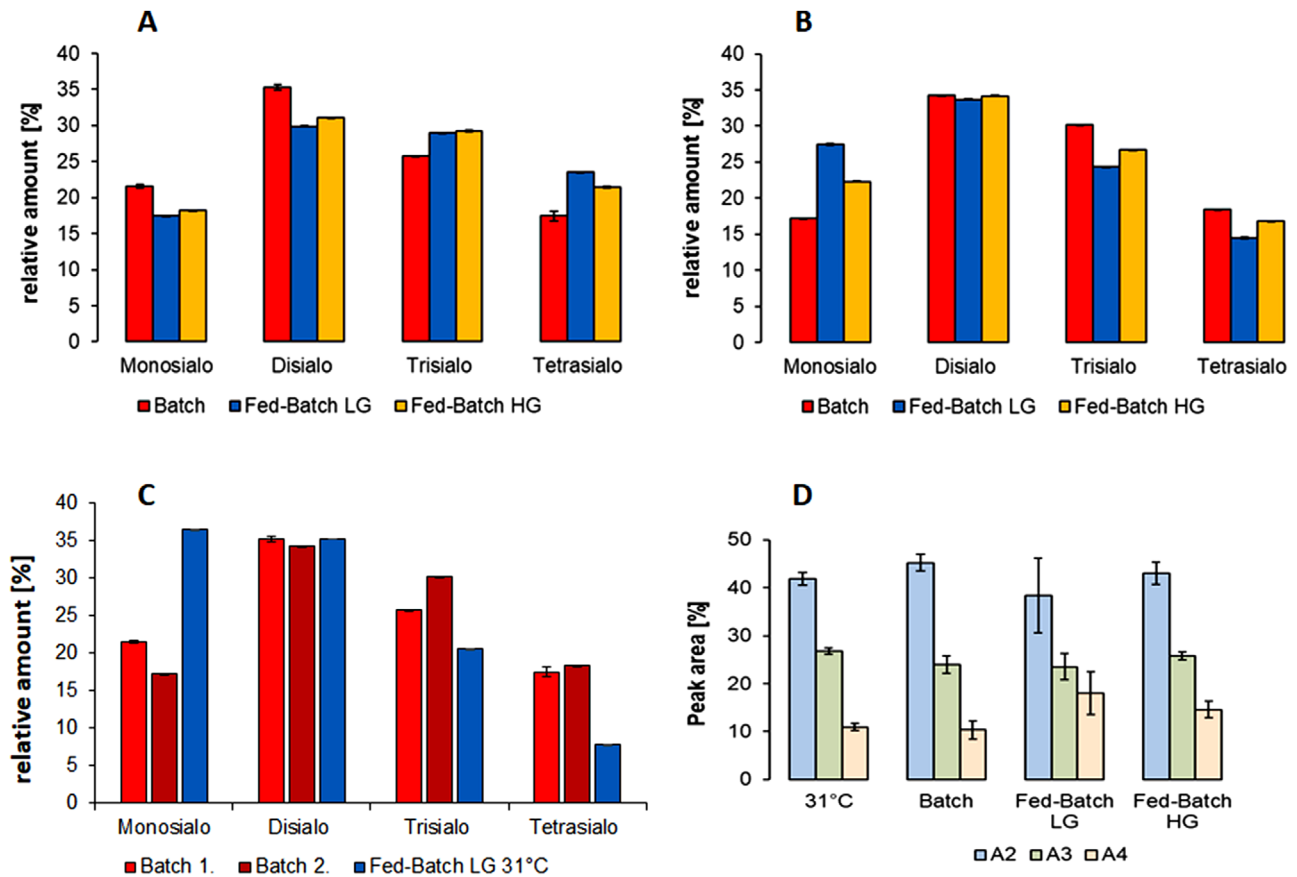 A
relative amount [%]
40
35
30
25
20
15
10
5
0
Monosialo Disialo Trisialo Tetrasialo
Batch Fed-Batch LG Fed-Batch HG
B
relative amount [%]
40
35
30
25
20
15
10
5
0
Monosialo Disialo Trisialo Tetrasialo
Batch Fed-Batch LG Fed-Batch HG
C
relative amount [%]
40
35
30
25
20
15
10
5
0
Monosialo Disialo Trisialo Tetrasialo
Batch 1. Batch 2. Fed-Batch LG 31°C
D
Peak area [%]
50
40
30
20
10
0
31°C Batch Fed-Batch Fed-Batch
LG HG
A2 A3 A4